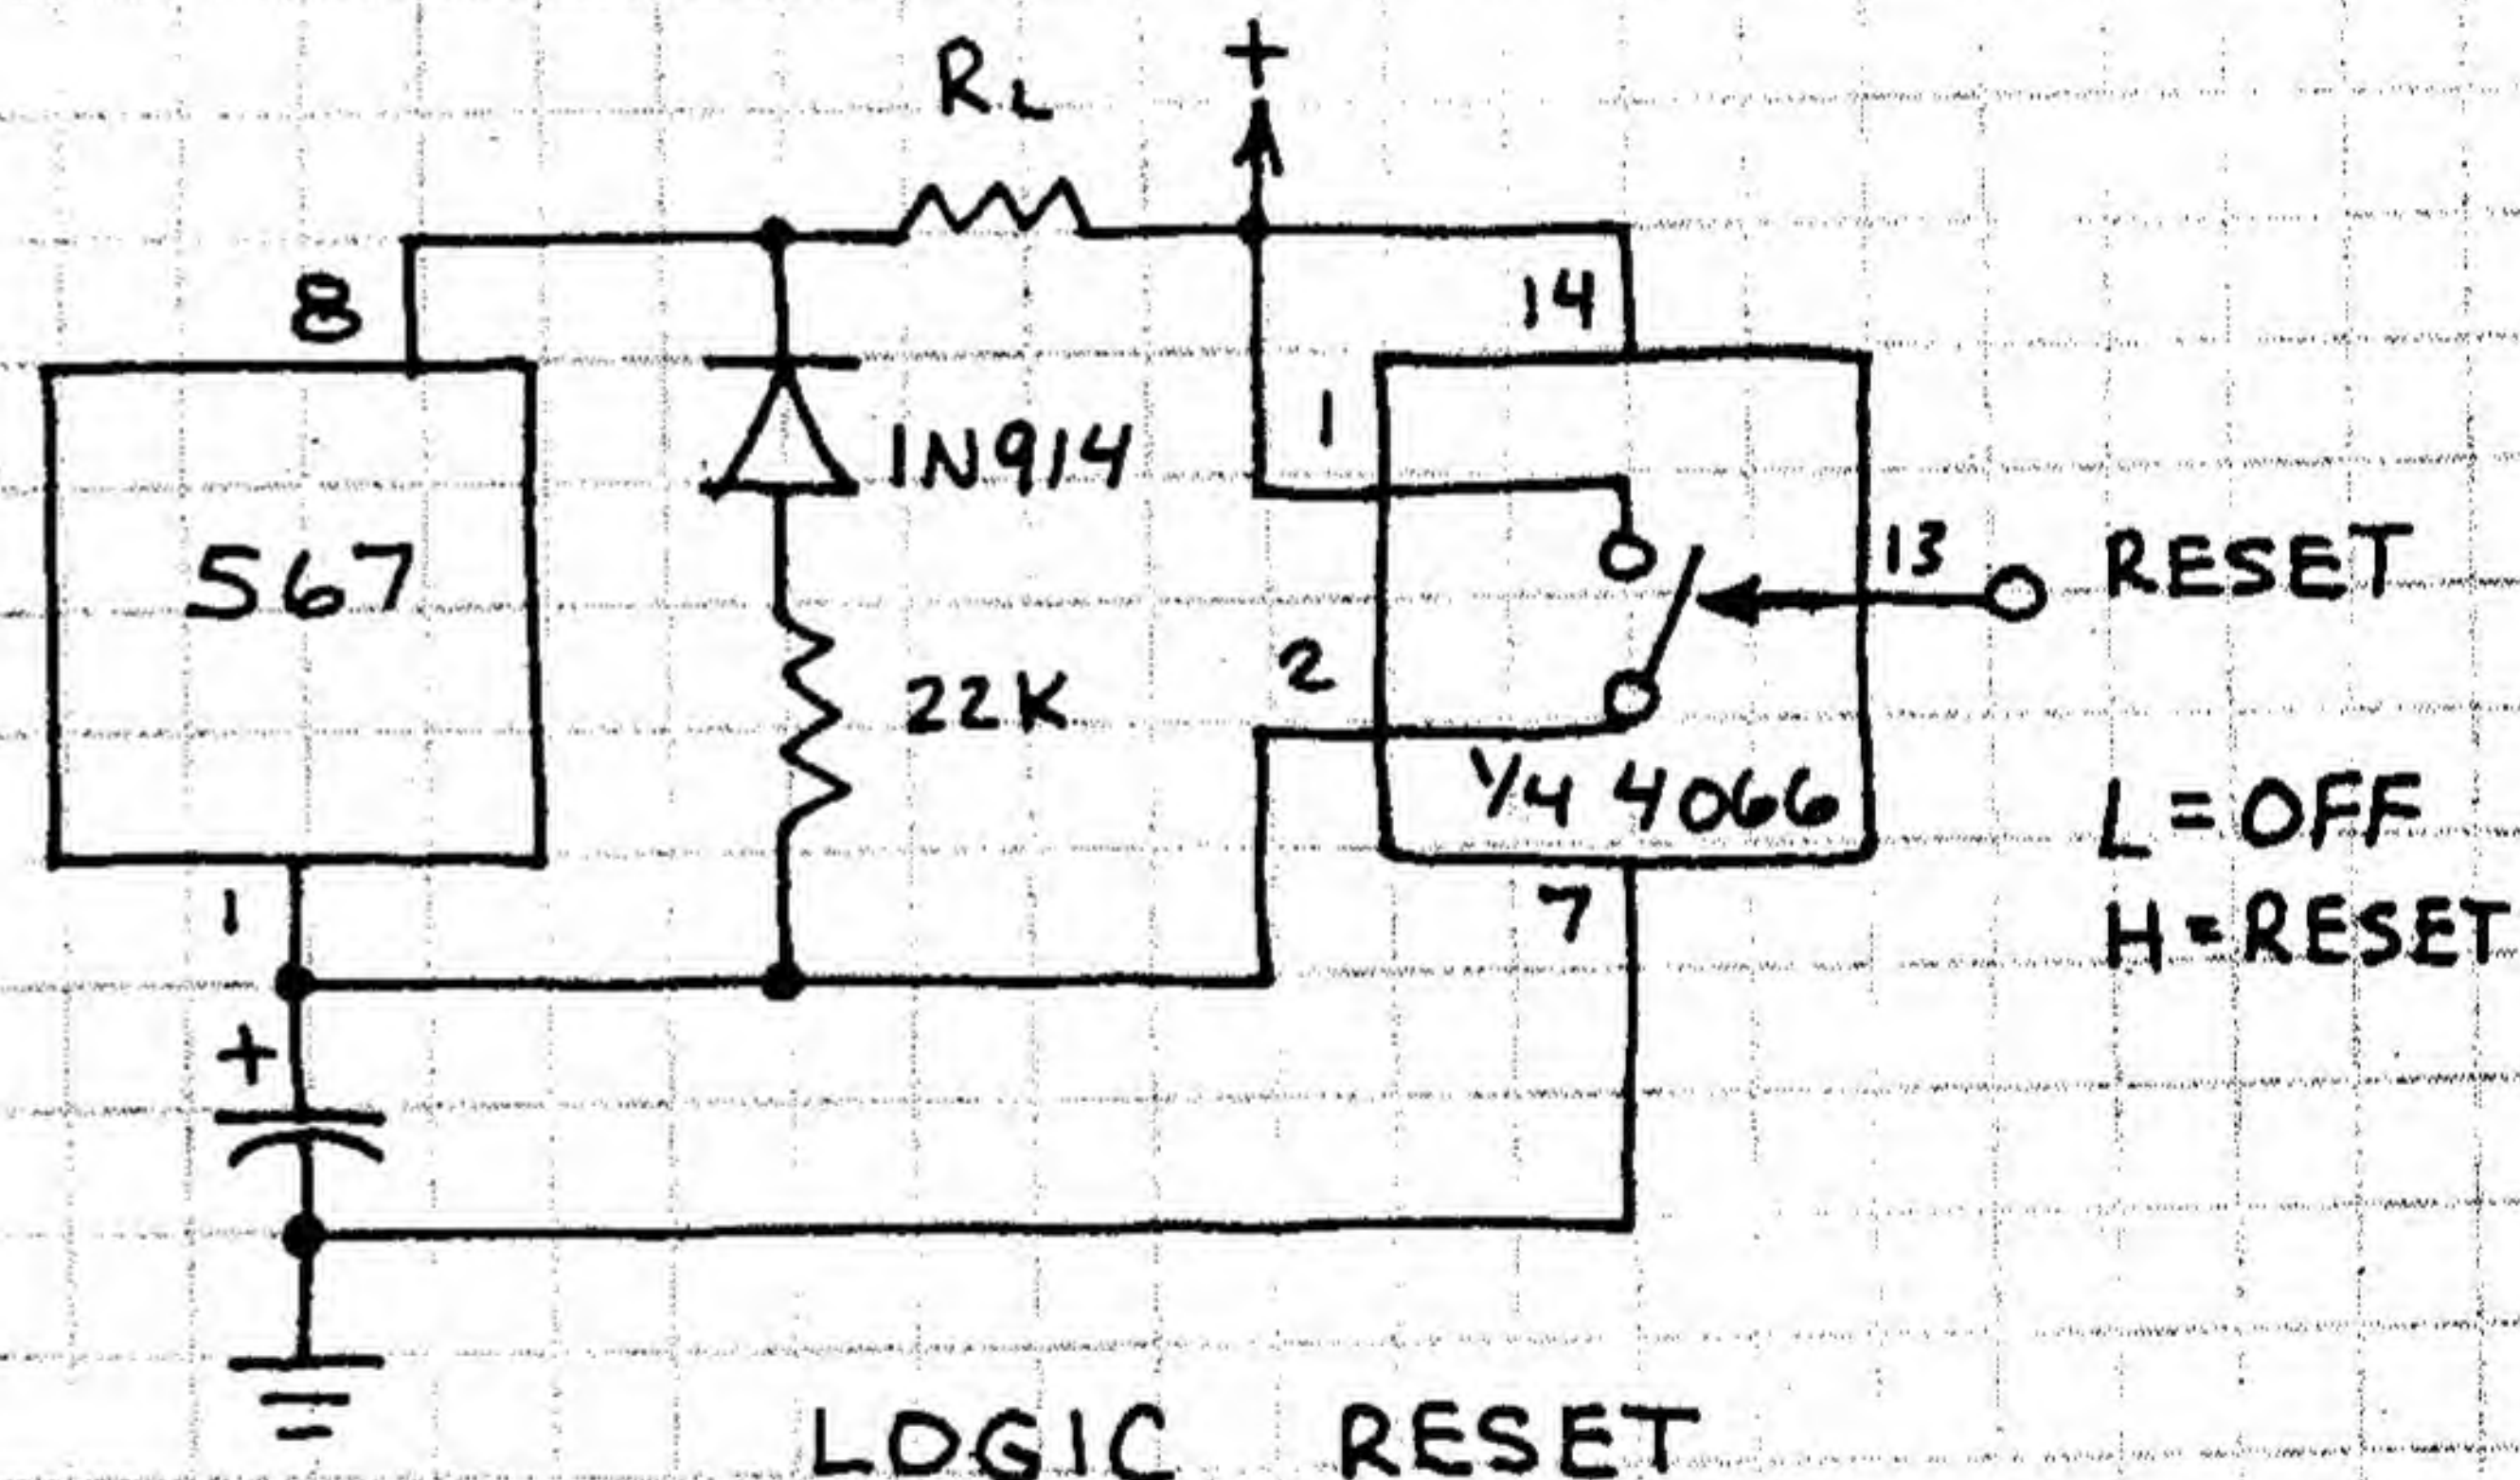 RL
+
8
14
1
1N914
567
13
RESET
2
22K
1/4 4066
L = OFF
1
7
H = RESET
+
LOGIC RESET